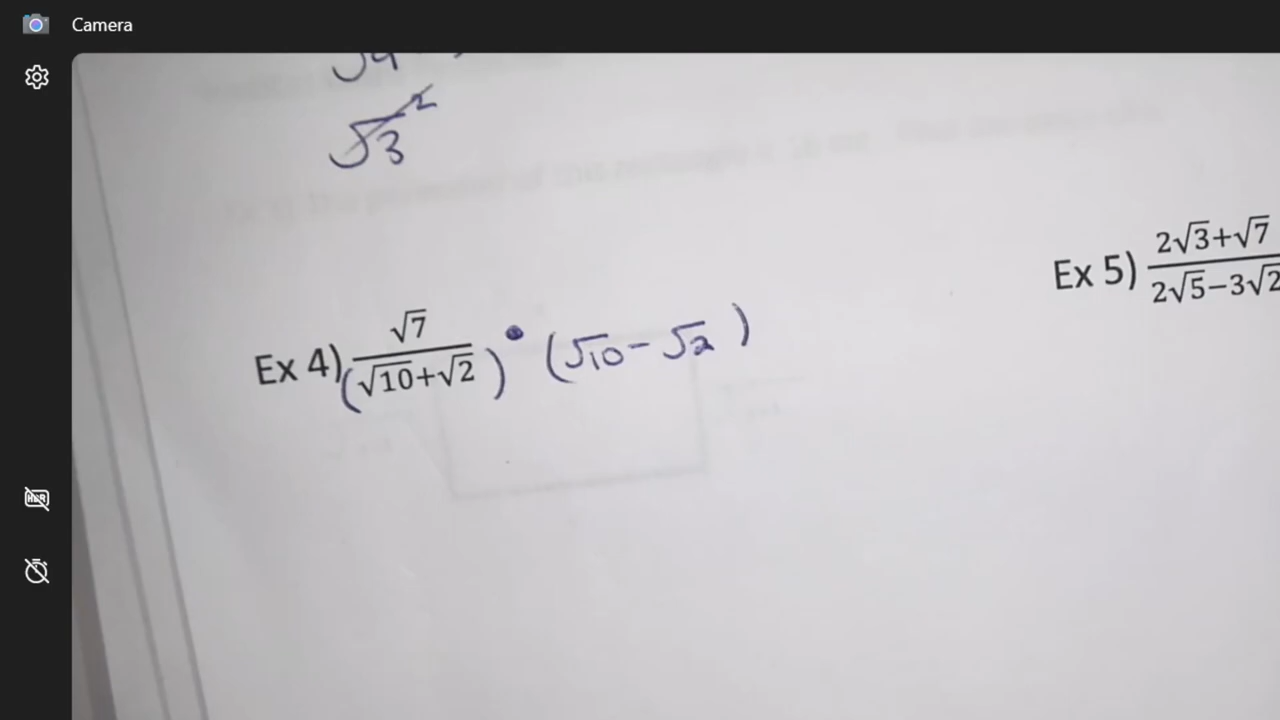 Camera
√3²
Ex 4) √7 / (√10+√2) • (√10 - √2)
Ex 5) 2√3+√7 / 2√5−3√2